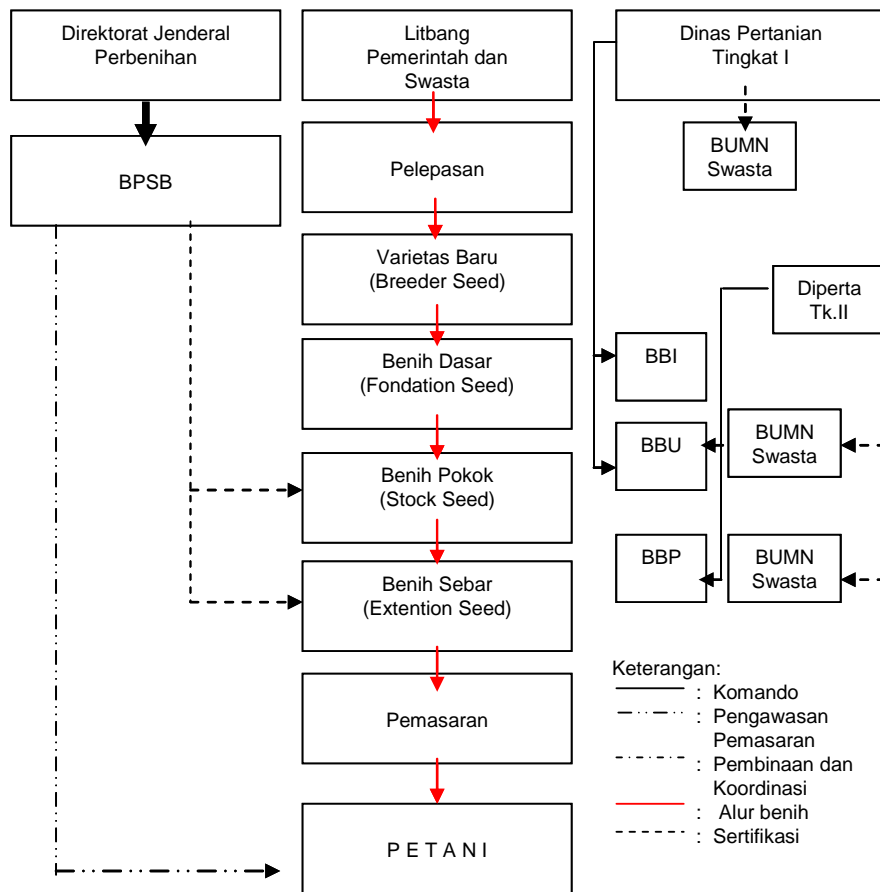 Direktorat Jenderal
Perbenihan
Litbang
Pemerintah dan
Swasta
Dinas Pertanian
Tingkat I
BPSB
Pelepasan
BUMN
Swasta
Varietas Baru
(Breeder Seed)
Diperta
Tk.II
Benih Dasar
(Fondation Seed)
BBI
Benih Pokok
(Stock Seed)
BBU
BUMN
Swasta
Benih Sebar
(Extention Seed)
BBP
BUMN
Swasta
Pemasaran
P E T A N I
Keterangan:
: Komando
: Pengawasan
Pemasaran
: Pembinaan dan
Koordinasi
: Alur benih
: Sertifikasi